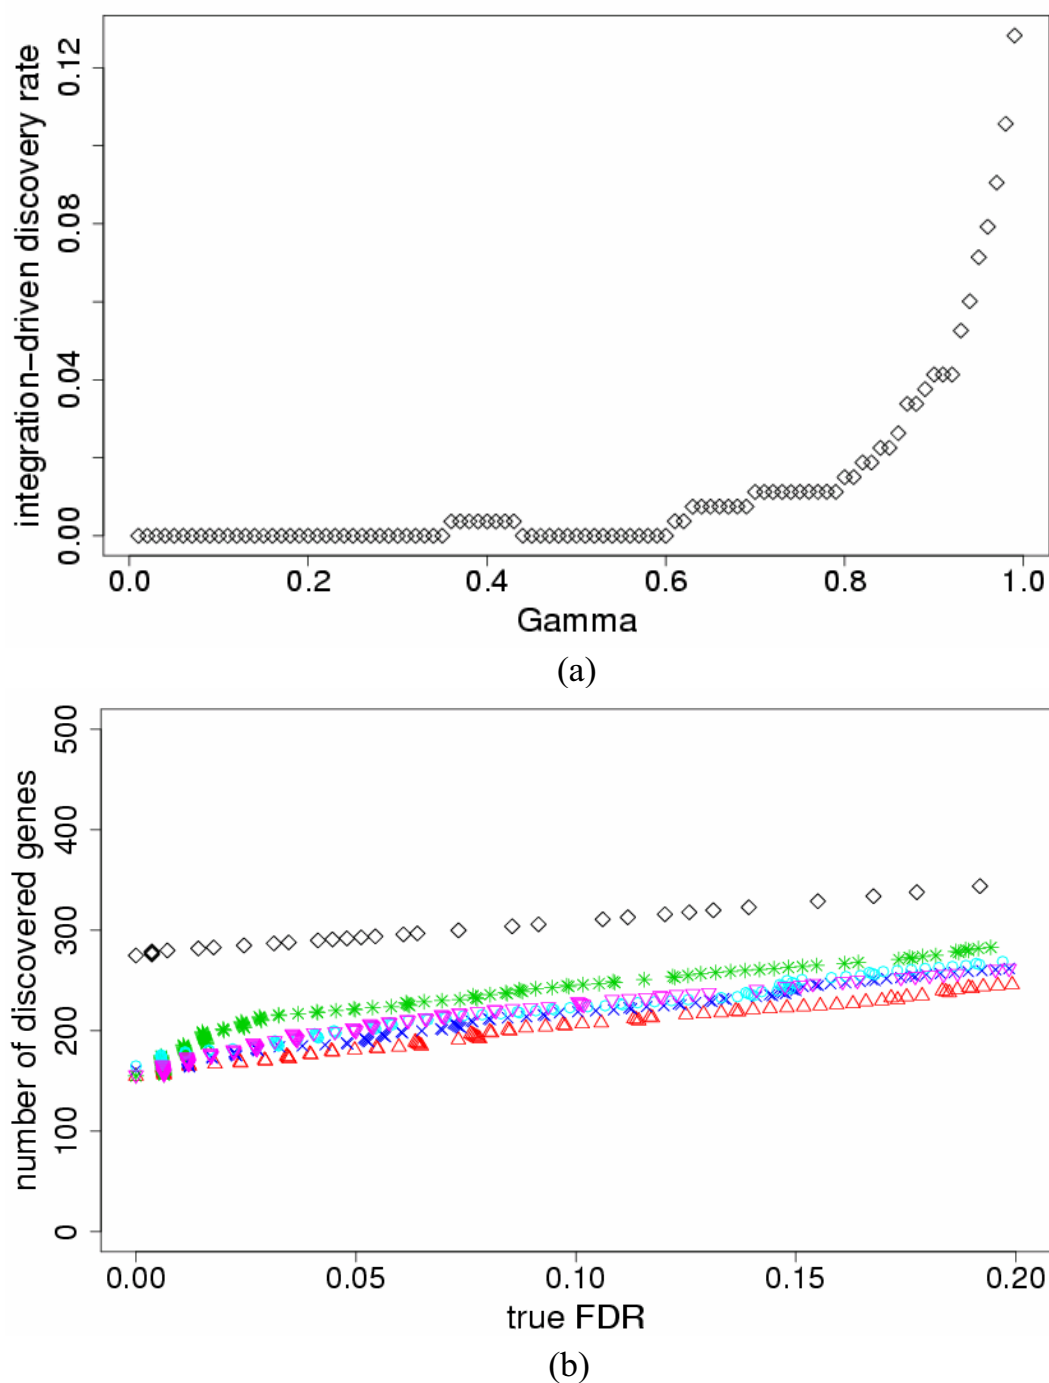 integration-driven discovery rate
0.12
0.08
0.04
0.00
0.0 0.2 0.4 0.6 0.8 1.0
Gamma
(a)
number of discovered genes
500
400
300
200
100
0
0.00 0.05 0.10 0.15 0.20
true FDR
(b)